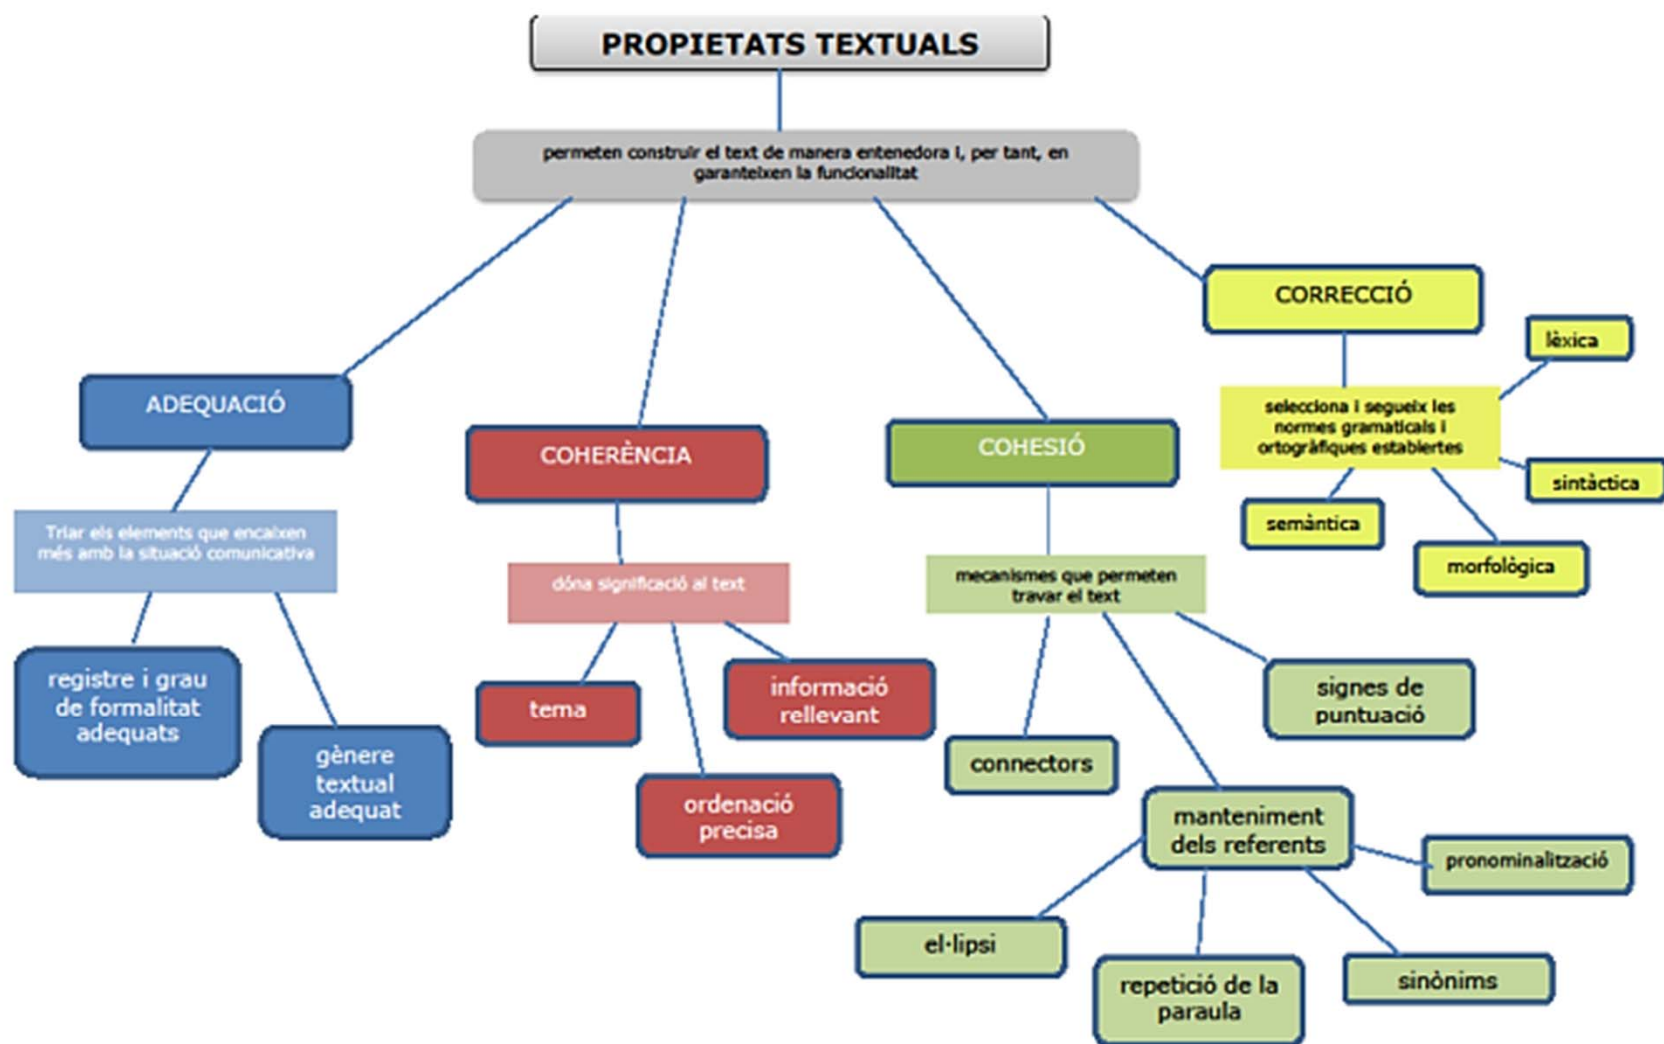 PROPIETATS TEXTUALS
permeten construir el text de manera entenedora i, per tant, en
garanteixen la funcionalitat
ADEQUACIÓ
Triar els elements que encaixen
més amb la situació comunicativa
registre i grau
de formalitat
adequats
gènere
textual
adequat
COHERÈNCIA
dóna significació al text
tema
ordenació
precisa
informació
rellevant
COHESIÓ
mecanismes que permeten
travar el text
connectors
manteniment
dels referents
el·lipsi
repetició de la
paraula
sinònims
pronominalització
signes de
puntuació
CORRECCIÓ
selecciona i segueix les
normes gramaticals i
ortogràfiques establertes
lèxica
sintàctica
morfològica
semàntica